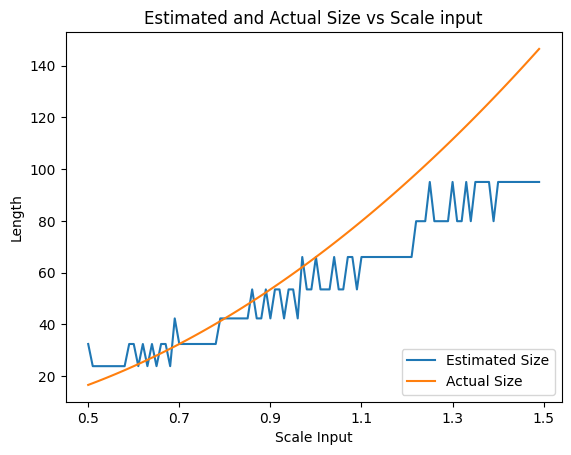 Estimated and Actual Size vs Scale input
Length
140
120
100
80
60
40
20
0.5 0.7 0.9 1.1 1.3 1.5
Scale Input
Estimated Size
Actual Size